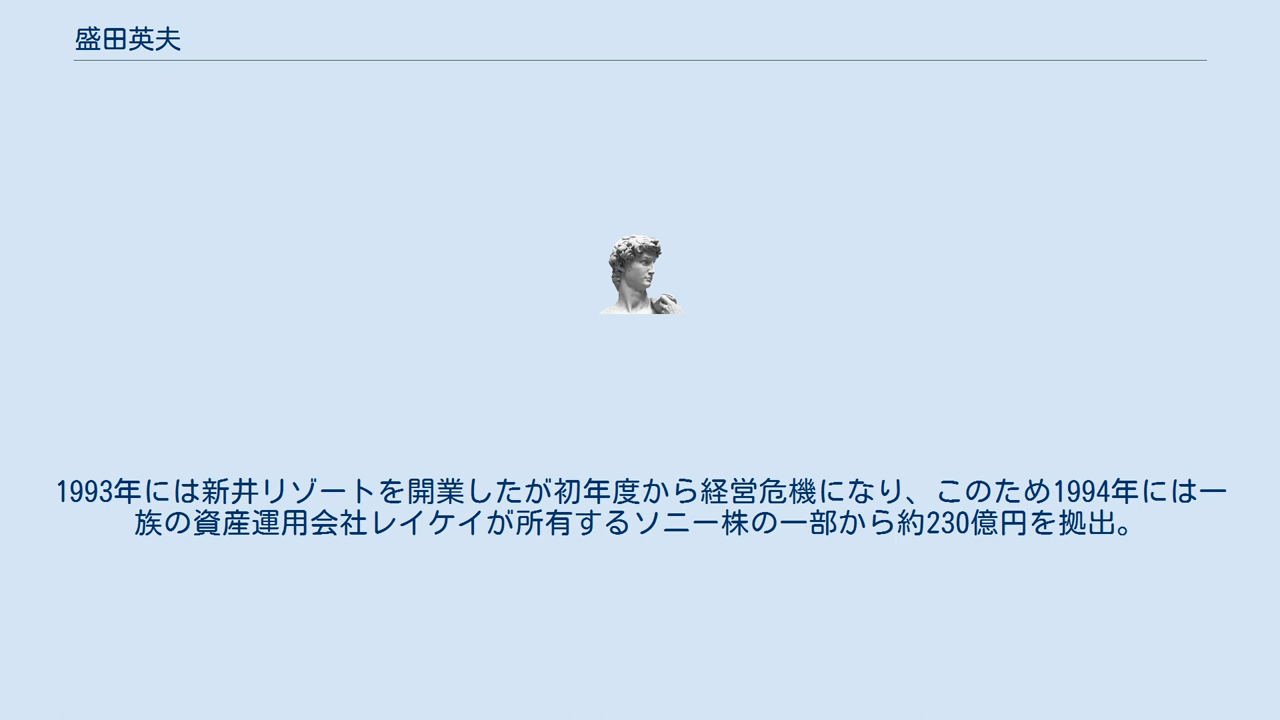 盛田英夫
1993年には新井リゾートを開業したが初年度から経営危機になり、このため1994年には一
族の資産運用会社レイケイが所有するソニー株の一部から約230億円を拠出。